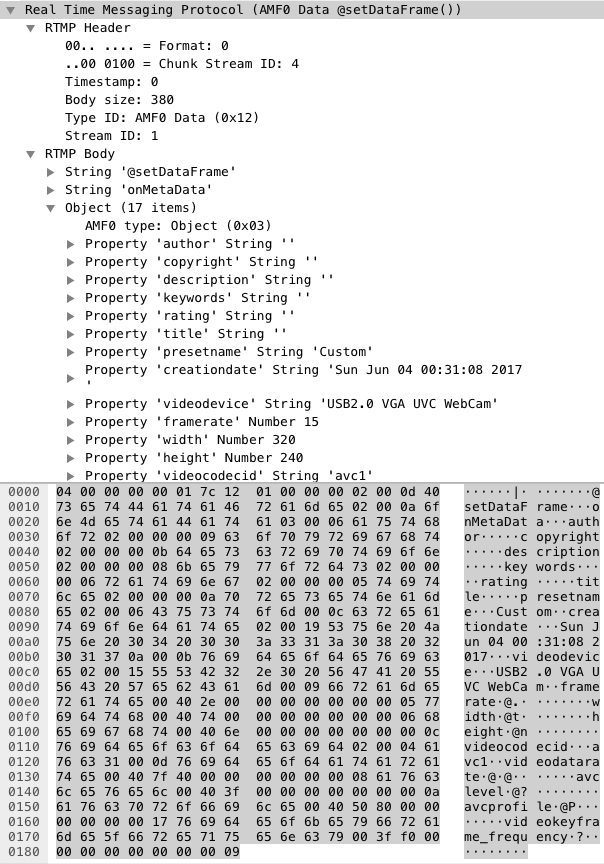 Real Time Messaging Protocol (AMF0 Data @setDataFrame())
RTMP Header
00.. .... = Format: 0
..00 0100 = Chunk Stream ID: 4
Timestamp: 0
Body size: 380
Type ID: AMF0 Data (0x12)
Stream ID: 1
RTMP Body
String '@setDataFrame'
String 'onMetaData'
Object (17 items)
AMF0 type: Object (0x03)
Property 'author' String ''
Property 'copyright' String ''
Property 'description' String ''
Property 'keywords' String ''
Property 'rating' String ''
Property 'title' String ''
Property 'presetname' String 'Custom'
Property 'creationdate' String 'Sun Jun 04 00:31:08 2017
'
Property 'videodevice' String 'USB2.0 VGA UVC WebCam'
Property 'framerate' Number 15
Property 'width' Number 320
Property 'height' Number 240
Property 'videocodecid' String 'avc1'
0000 04 00 00 00 00 01 7c 12 01 00 00 00 02 00 0d 40 ······|· ·······@
0010 73 65 74 44 61 74 61 46 72 61 6d 65 02 00 0a 6f setDataF rame···o
0020 6e 4d 65 74 61 44 61 74 61 03 00 06 61 75 74 68 nMetaDat a···auth
0030 6f 72 02 00 00 00 09 63 6f 70 79 72 69 67 68 74 or·····c opyright
0040 02 00 00 00 0b 64 65 73 63 72 69 70 74 69 6f 6e ·····des cription
0050 02 00 00 00 08 6b 65 79 77 6f 72 64 73 02 00 00 ·····key words···
0060 00 06 72 61 74 69 6e 67 02 00 00 00 05 74 69 74 ··rating ·····tit
0070 6c 65 02 00 00 00 0a 70 72 65 73 65 74 6e 61 6d le·····p resetnam
0080 65 02 00 06 43 75 73 74 6f 6d 00 0c 63 72 65 61 e···Cust om··crea
0090 74 69 6f 6e 64 61 74 65 02 00 19 53 75 6e 20 4a tiondate ···Sun J
00a0 75 6e 20 30 34 20 30 30 3a 33 31 3a 30 38 20 32 un 04 00 :31:08 2
00b0 30 31 37 0a 00 0b 76 69 64 65 6f 64 65 76 69 63 017···vi deodevic
00c0 65 02 00 15 55 53 42 32 2e 30 20 56 47 41 20 55 e···USB2 .0 VGA U
00d0 56 43 20 57 65 62 43 61 6d 00 09 66 72 61 6d 65 VC WebCa m··frame
00e0 72 61 74 65 00 40 2e 00 00 00 00 00 00 00 05 77 rate·@.· ·······w
00f0 69 64 74 68 00 40 74 00 00 00 00 00 00 00 06 68 idth·@t· ·······h
0100 65 69 67 68 74 00 40 6e 00 00 00 00 00 00 00 0c eight·@n ········
0110 76 69 64 65 6f 63 6f 64 65 63 69 64 02 00 04 61 videocod ecid···a
0120 76 63 31 00 0d 76 69 64 65 6f 64 61 74 61 72 61 vc1··vid eodatara
0130 74 65 00 40 7f 40 00 00 00 00 00 00 08 61 76 63 te·@·@·· ·····avc
0140 6c 65 76 65 6c 00 40 3f 00 00 00 00 00 00 00 0a level·@? ········
0150 61 76 63 70 72 6f 66 69 6c 65 00 40 50 80 00 00 avcprofi le·@P···
0160 00 00 00 00 17 76 69 64 65 6f 6b 65 79 66 72 61 ·····vid eokeyfra
0170 6d 65 5f 66 72 65 71 75 65 6e 63 79 00 3f f0 00 me_frequ ency·?··
0180 00 00 00 00 00 00 00 09 ········